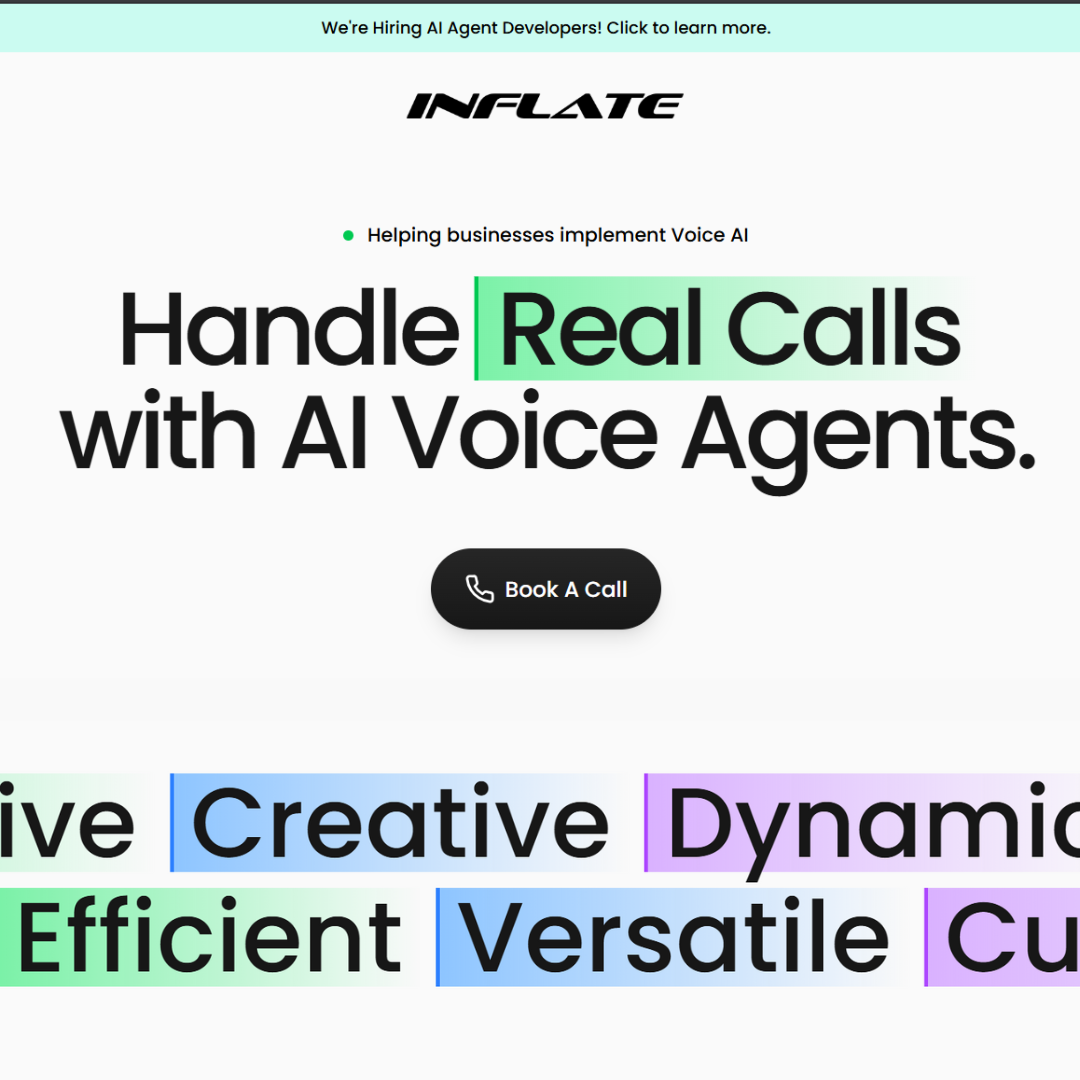 We're Hiring AI Agent Developers! Click to learn more.
INFLATE
Helping businesses implement Voice AI
Handle Real Calls
with AI Voice Agents.
Book A Call
ive Creative Dynamic
Efficient Versatile Cu